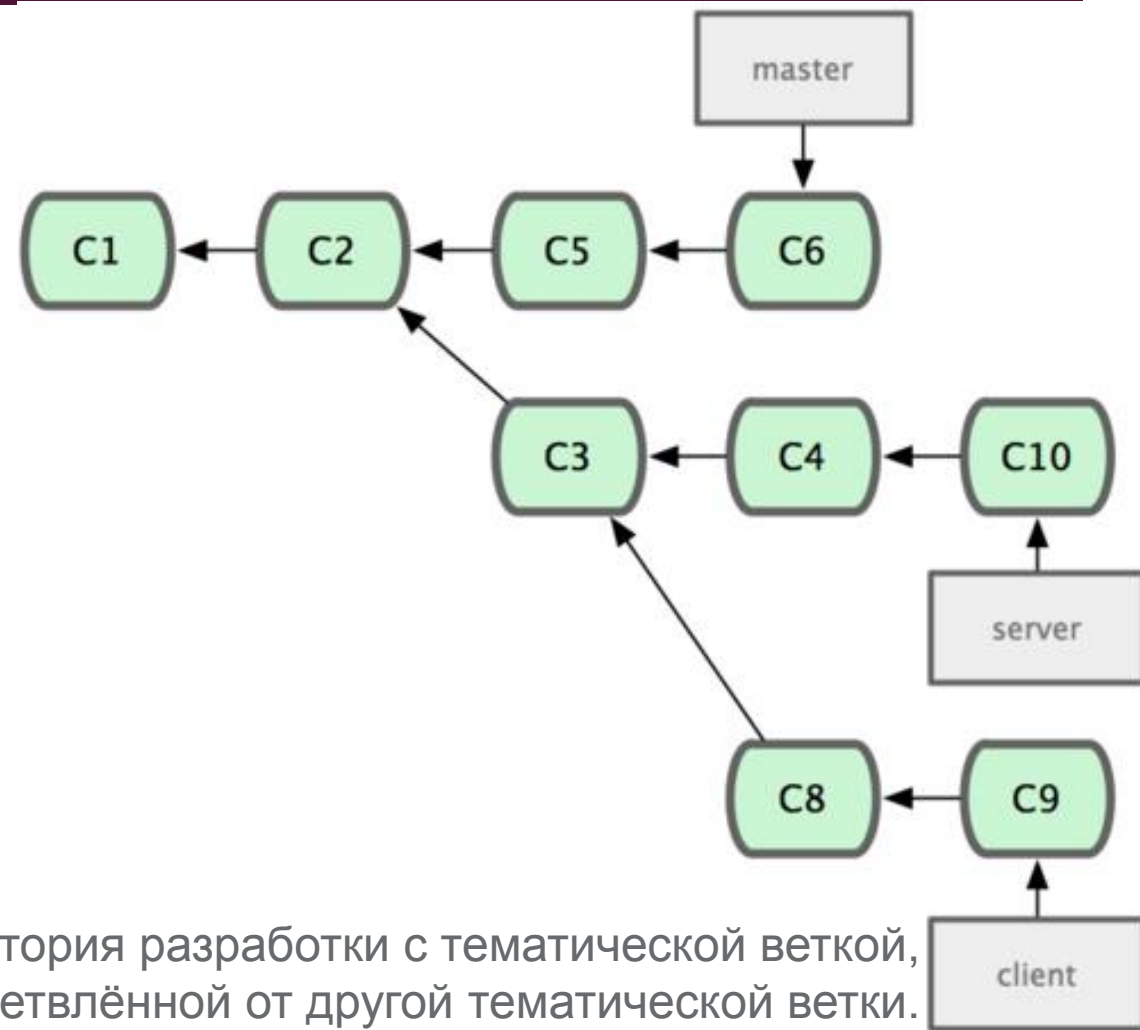 master
C1 C2 C5 C6
C3 C4 C10
server
C8 C9
тория разработки с тематической веткой,
етвлённой от другой тематической ветки.
client